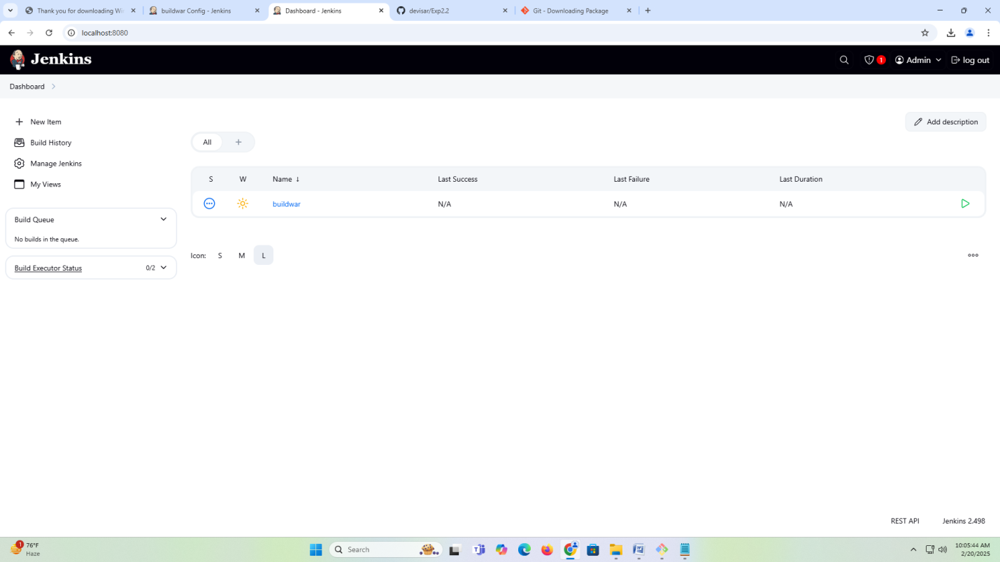 Thank you for downloading Wi
buildwar Config - Jenkins
Dashboard - Jenkins
devisar/Exp2.2
Git - Downloading Package
localhost:8080
Jenkins
1
Admin
log out
Dashboard
New Item
Add description
Build History
All
+
Manage Jenkins
My Views
S
W
Name ↓
Last Success
Last Failure
Last Duration
buildwar
N/A
N/A
N/A
Build Queue
No builds in the queue.
Icon:
S
M
L
Build Executor Status
0/2
REST API
Jenkins 2.498
1
76°F
Haze
Search
10:05:44 AM
2/20/2025